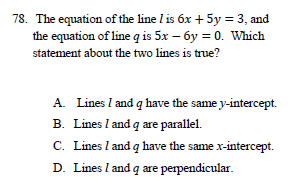 78. The equation of the line l is 6x + 5y = 3, and
the equation of line q is 5x – 6y = 0. Which
statement about the two lines is true?
A. Lines l and q have the same y-intercept.
B. Lines l and q are parallel.
C. Lines l and q have the same x-intercept.
D. Lines l and q are perpendicular.